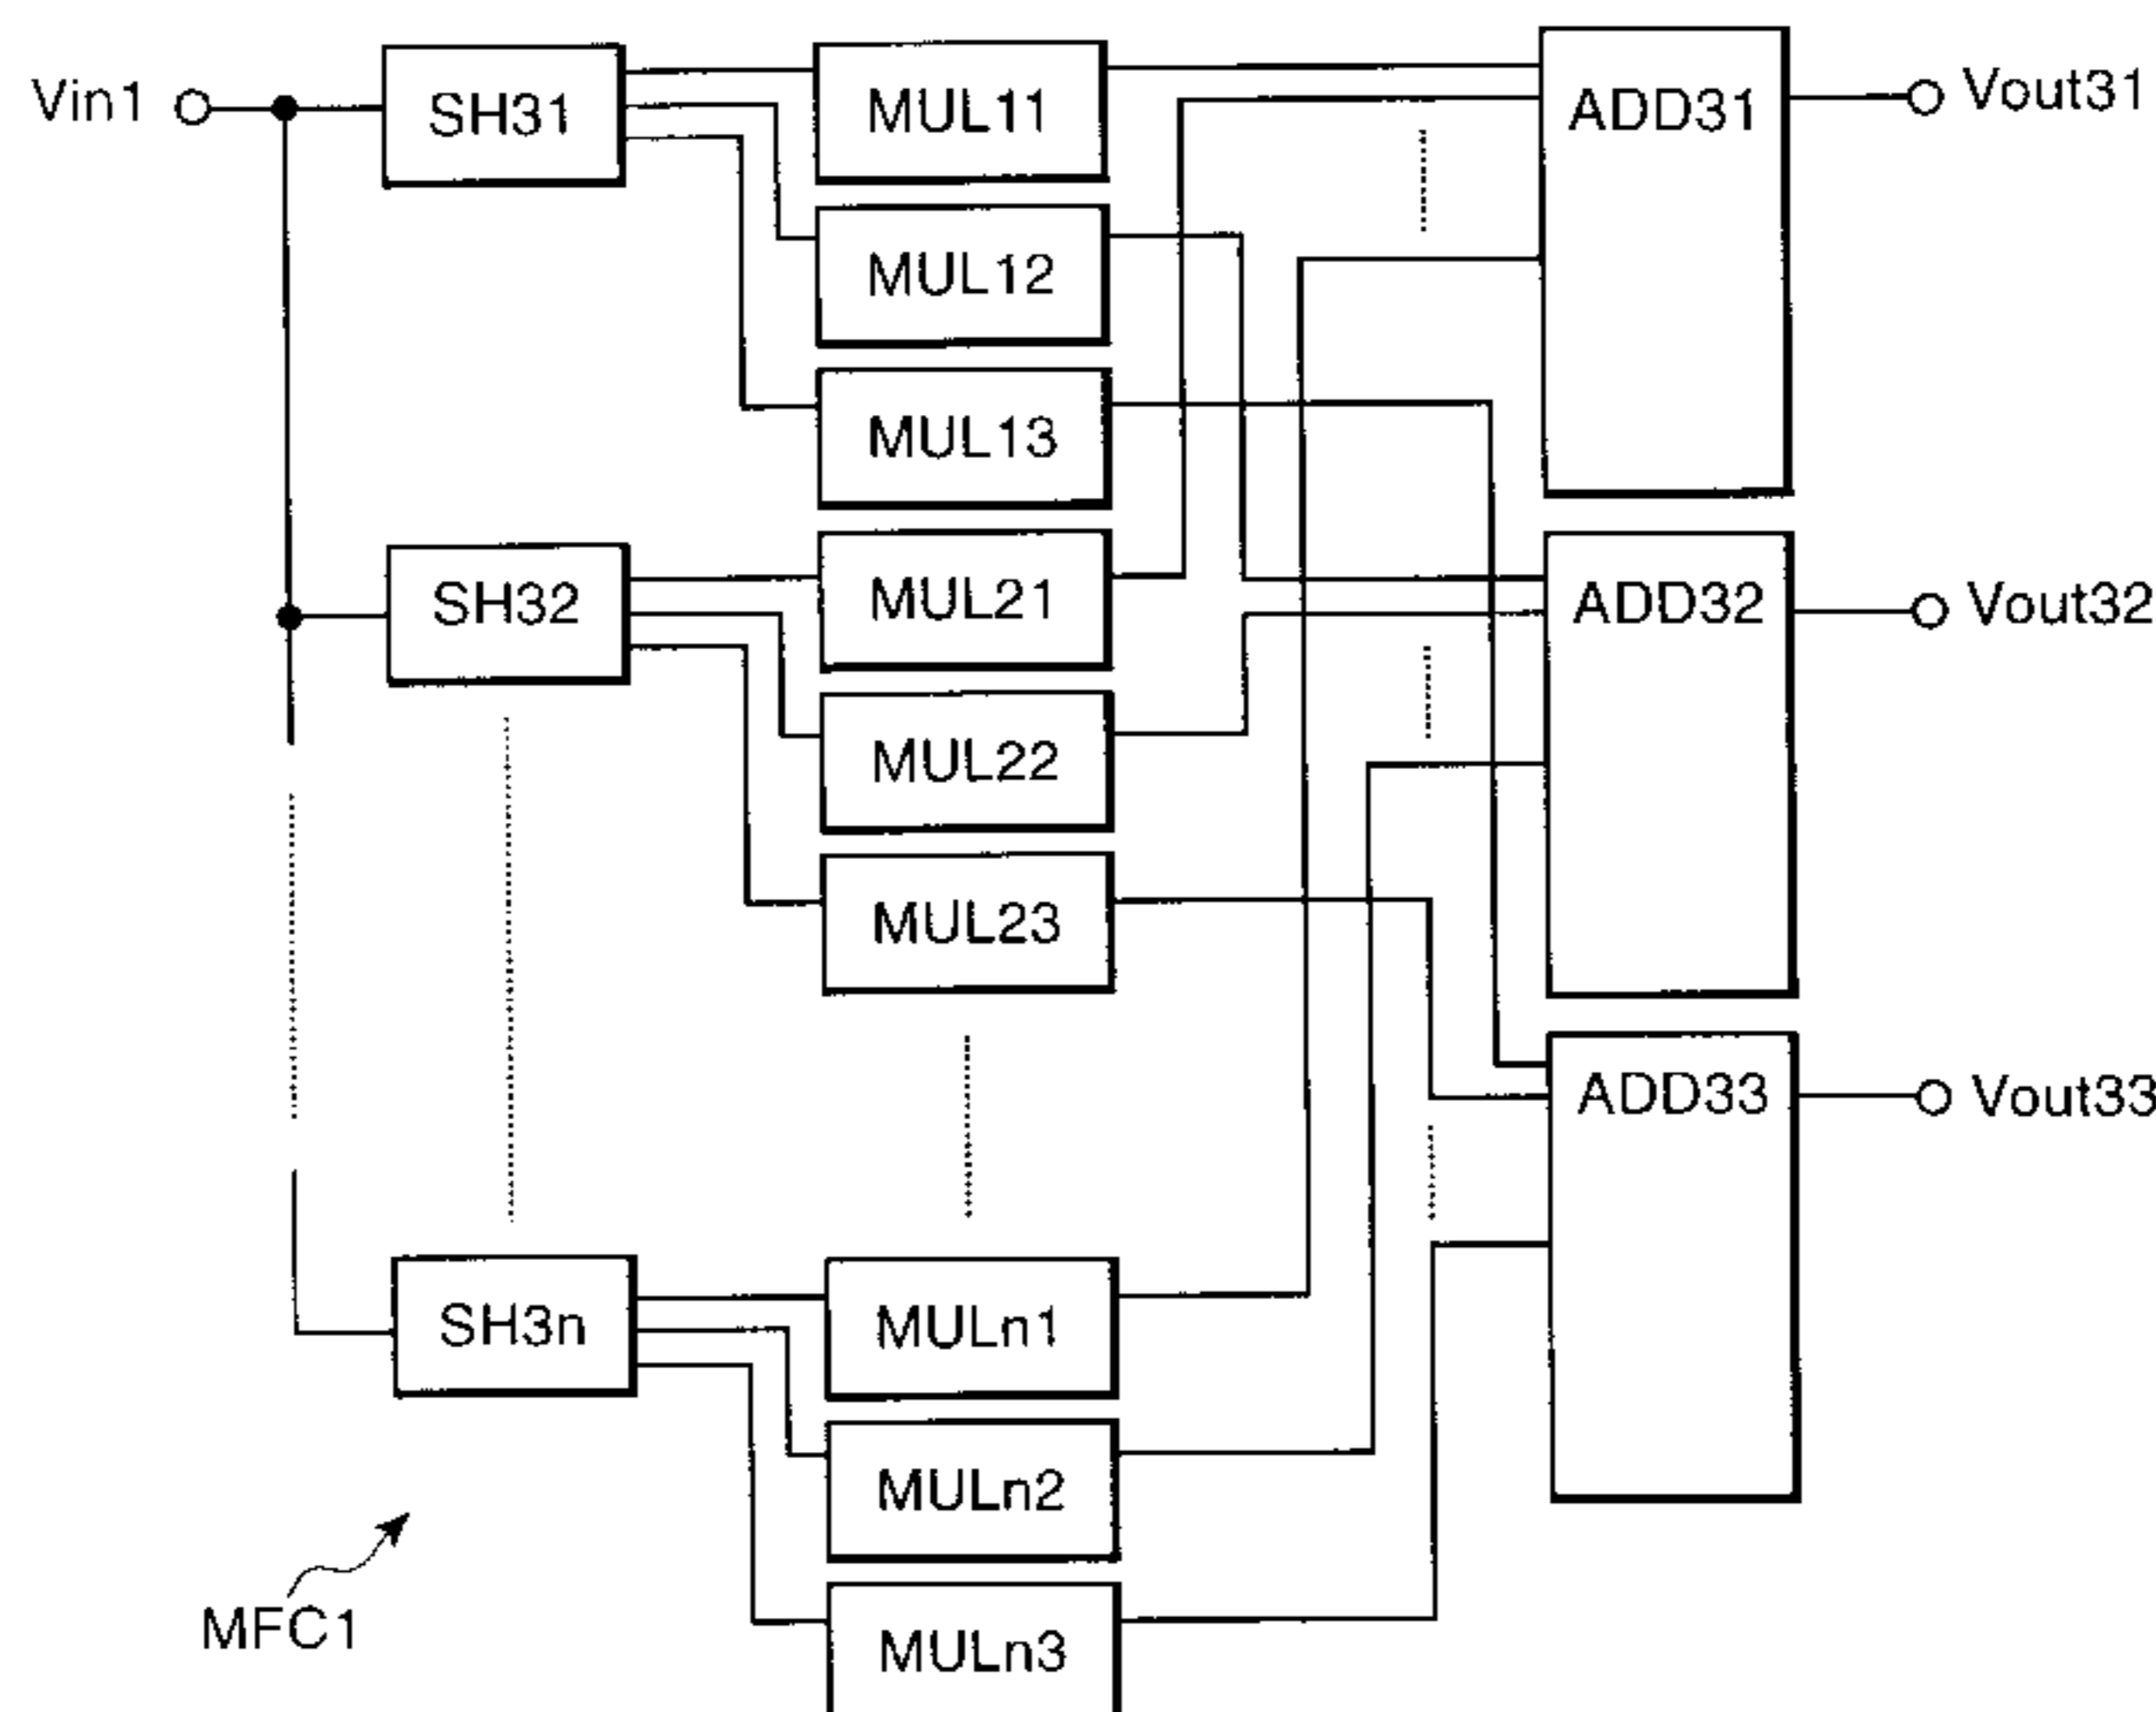 Vin1
SH31
MUL11
ADD31
Vout31
MUL12
MUL13
SH32
MUL21
ADD32
Vout32
MUL22
MUL23
ADD33
Vout33
SH3n
MULn1
MULn2
MFC1
MULn3